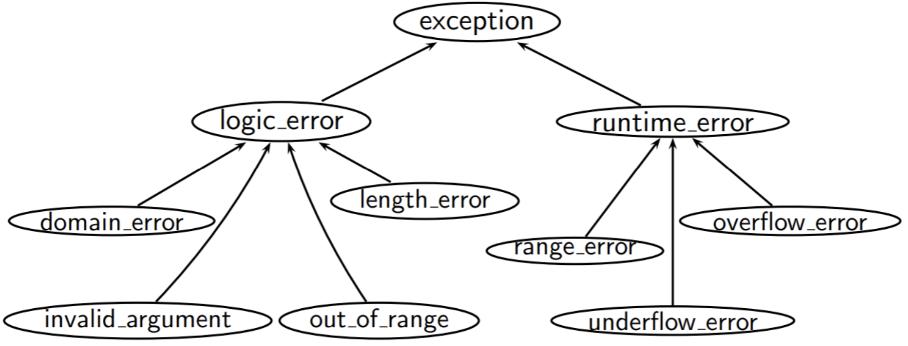 exception
logic_error
runtime_error
domain_error
length_error
range_error
overflow_error
invalid_argument
out_of_range
underflow_error